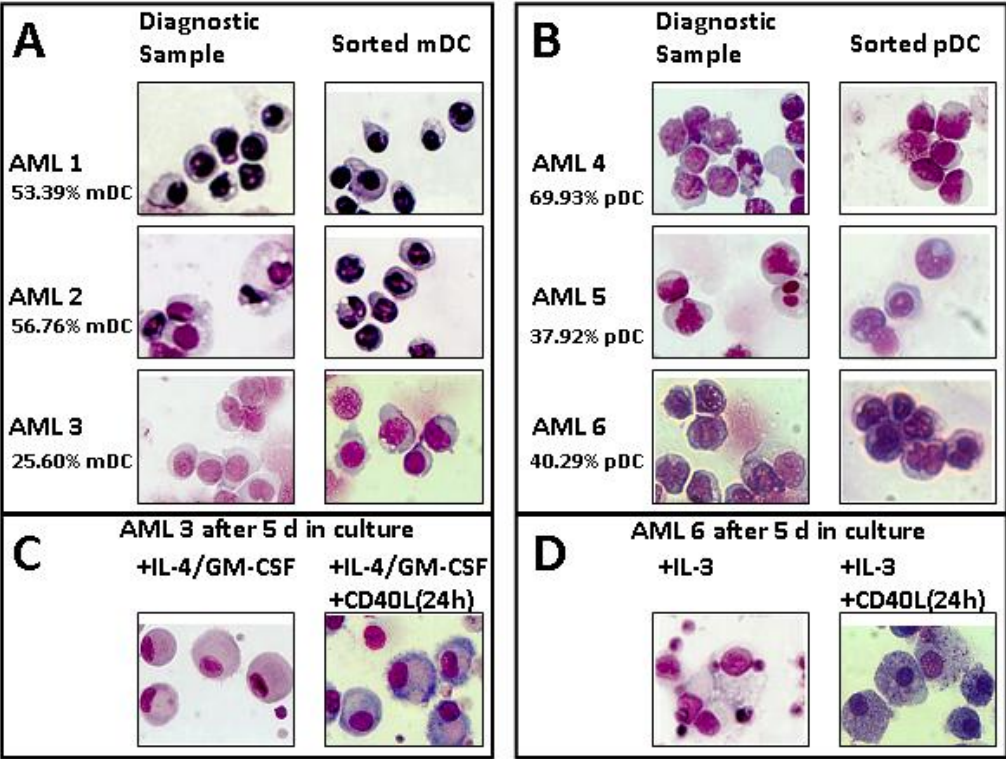 A
Diagnostic
Sample
Sorted mDC
AML 1
53.39% mDC
AML 2
56.76% mDC
AML 3
25.60% mDC
B
Diagnostic
Sample
Sorted pDC
AML 4
69.93% pDC
AML 5
37.92% pDC
AML 6
40.29% pDC
C
AML 3 after 5 d in culture
+IL-4/GM-CSF
+IL-4/GM-CSF
+CD40L(24h)
D
AML 6 after 5 d in culture
+IL-3
+IL-3
+CD40L(24h)